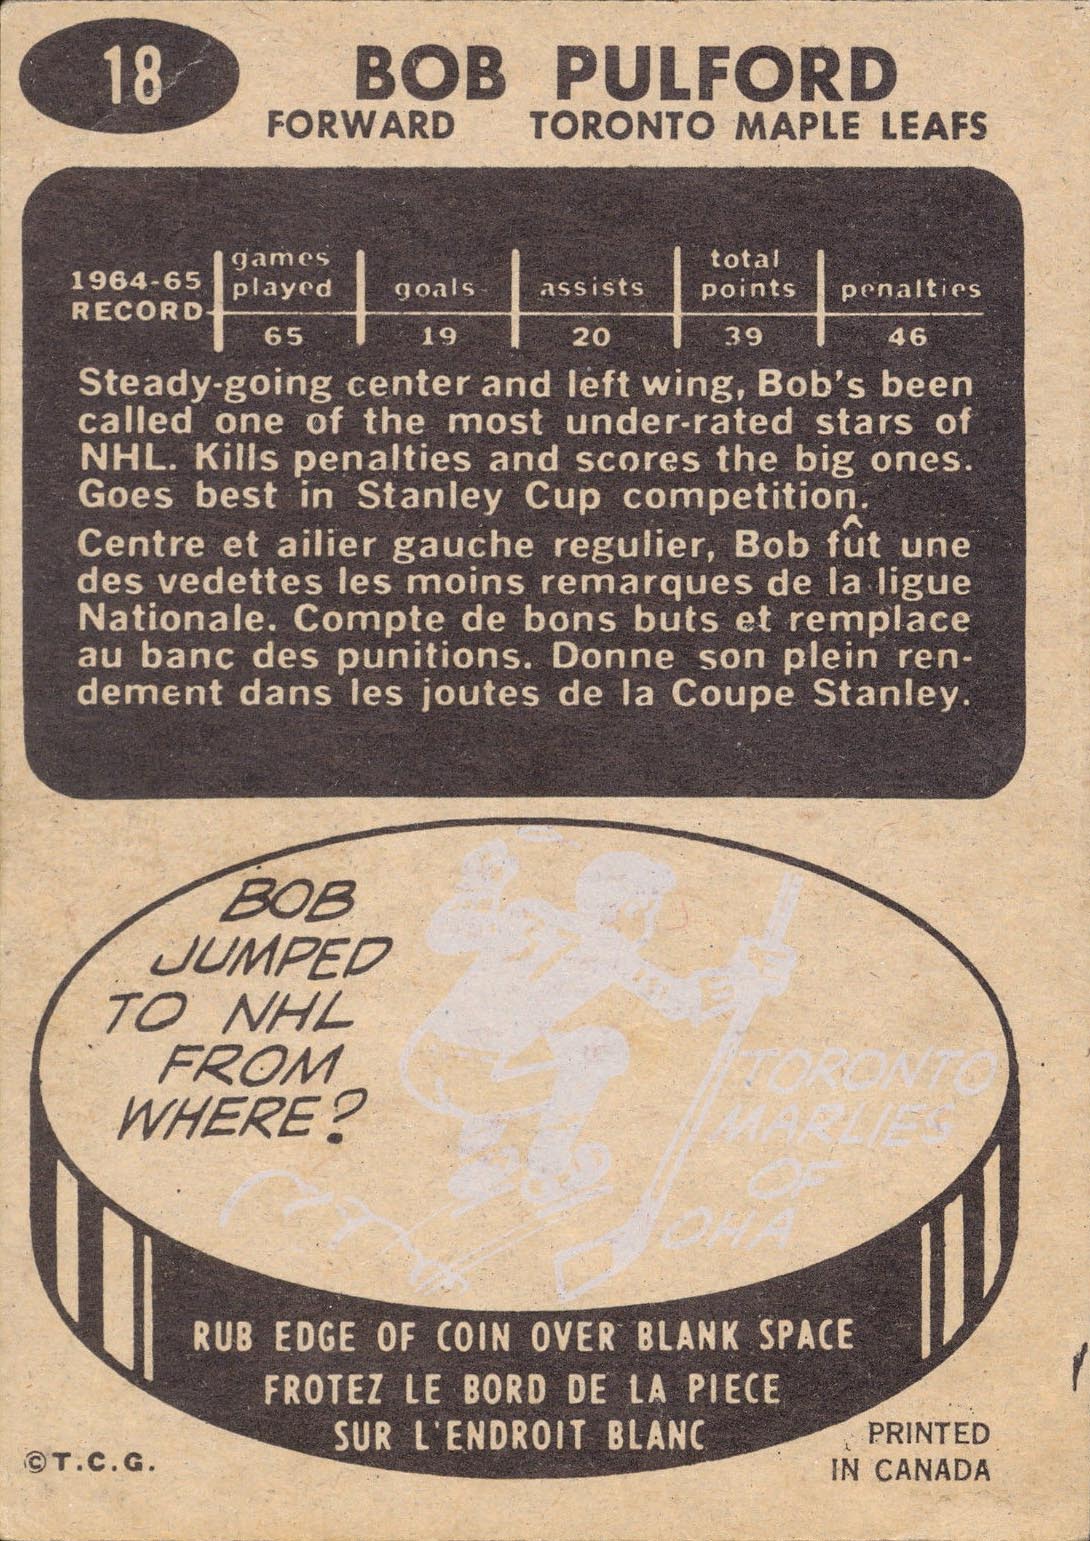 18
BOB PULFORD
FORWARD TORONTO MAPLE LEAFS
1964-65 RECORD games played goals assists total points penalties
65 19 20 39 46
Steady-going center and left wing, Bob's been
called one of the most under-rated stars of
NHL. Kills penalties and scores the big ones.
Goes best in Stanley Cup competition.
Centre et ailier gauche regulier, Bob fût une
des vedettes les moins remarques de la ligue
Nationale. Compte de bons buts et remplace
au banc des punitions. Donne son plein ren-
dement dans les joutes de la Coupe Stanley.
BOB
JUMPED
TO NHL
FROM
WHERE?
TORONTO
MARLIES
OF
OHA
RUB EDGE OF COIN OVER BLANK SPACE
FROTEZ LE BORD DE LA PIECE
SUR L'ENDROIT BLANC
©T.C.G.
PRINTED
IN CANADA